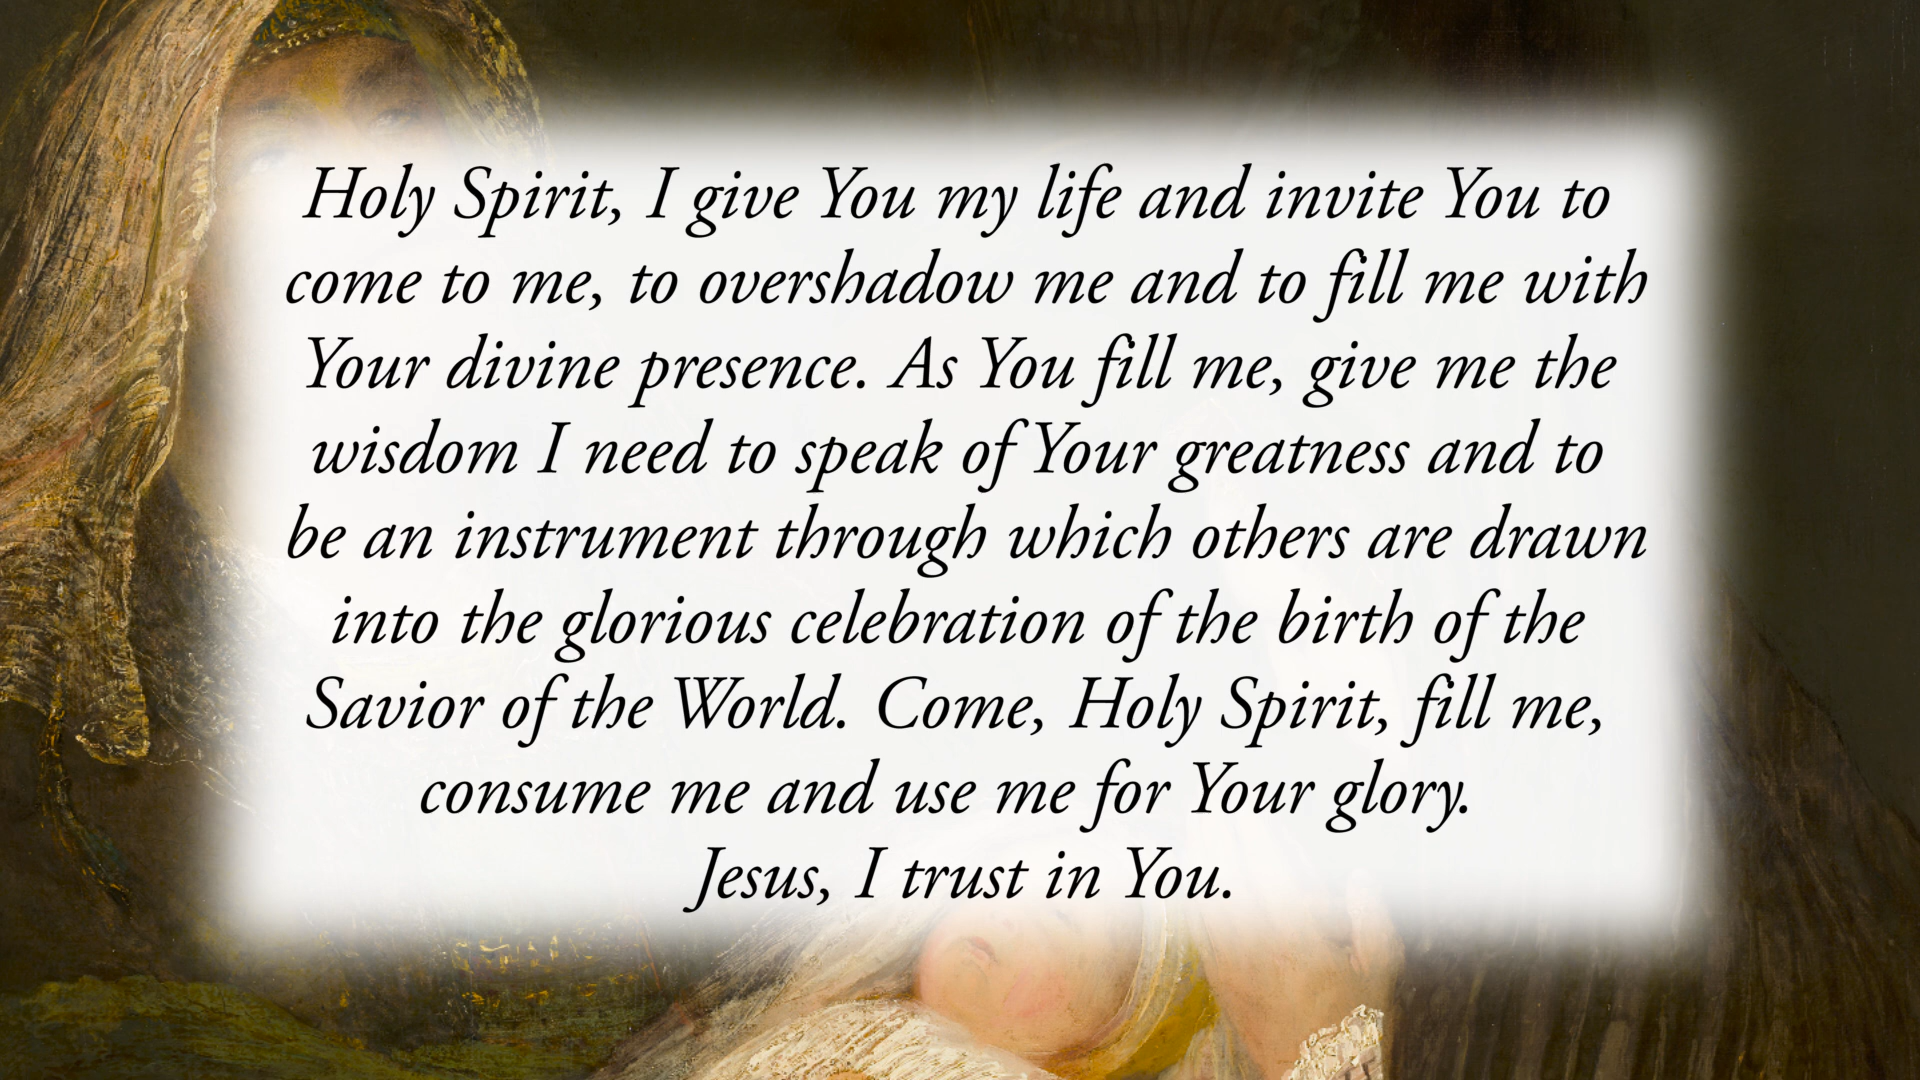 Holy Spirit, I give You my life and invite You to
come to me, to overshadow me and to fill me with
Your divine presence. As You fill me, give me the
wisdom I need to speak of Your greatness and to
be an instrument through which others are drawn
into the glorious celebration of the birth of the
Savior of the World. Come, Holy Spirit, fill me,
consume me and use me for Your glory.
Jesus, I trust in You.